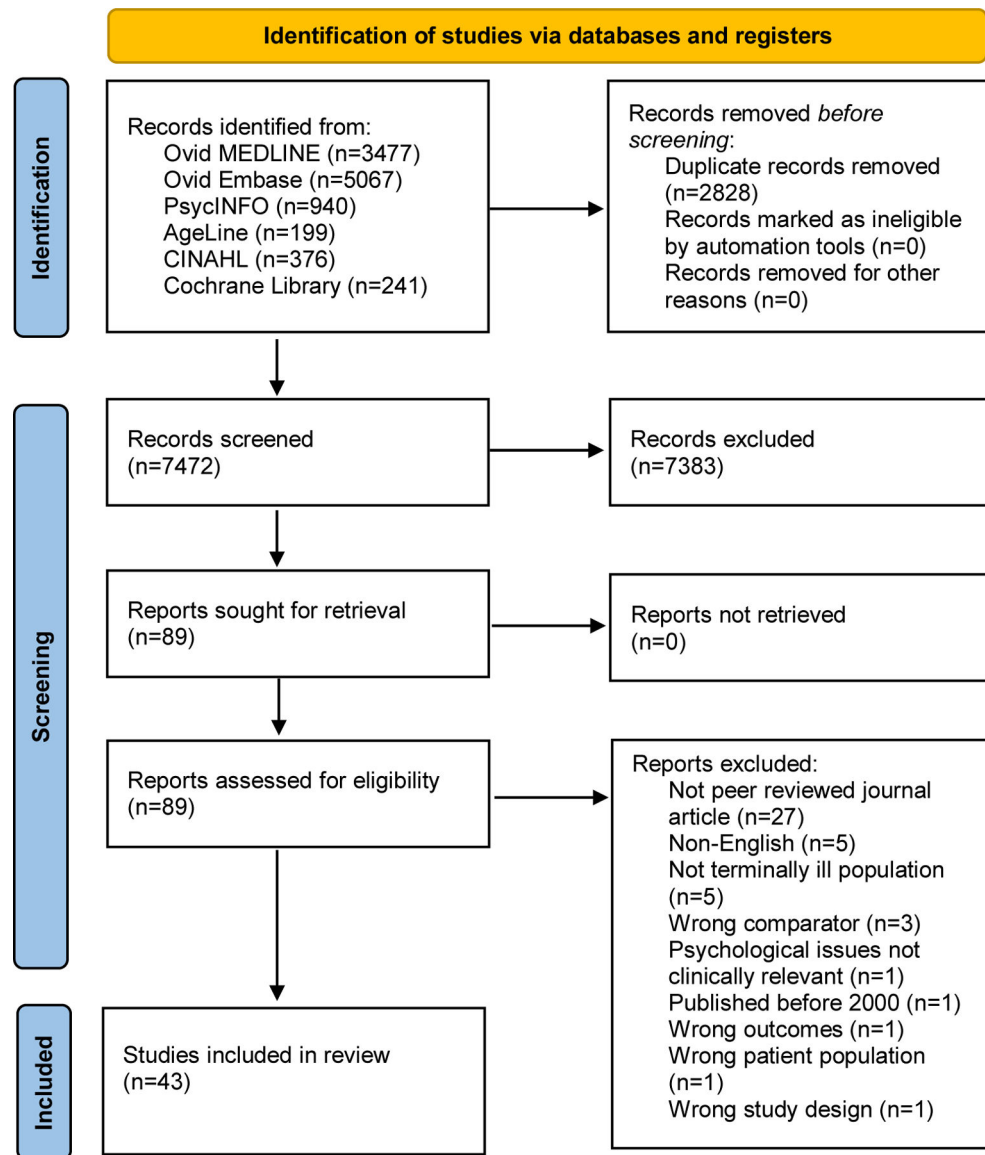 Identification of studies via databases and registers
Identification
Records identified from:
Ovid MEDLINE (n=3477)
Ovid Embase (n=5067)
PsycINFO (n=940)
AgeLine (n=199)
CINAHL (n=376)
Cochrane Library (n=241)
Records removed before
screening:
Duplicate records removed
(n=2828)
Records marked as ineligible
by automation tools (n=0)
Records removed for other
reasons (n=0)
Screening
Records screened
(n=7472)
Records excluded
(n=7383)
Reports sought for retrieval
(n=89)
Reports not retrieved
(n=0)
Reports assessed for eligibility
(n=89)
Reports excluded:
Not peer reviewed journal
article (n=27)
Non-English (n=5)
Not terminally ill population
(n=5)
Wrong comparator (n=3)
Psychological issues not
clinically relevant (n=1)
Published before 2000 (n=1)
Wrong outcomes (n=1)
Wrong patient population
(n=1)
Wrong study design (n=1)
Included
Studies included in review
(n=43)